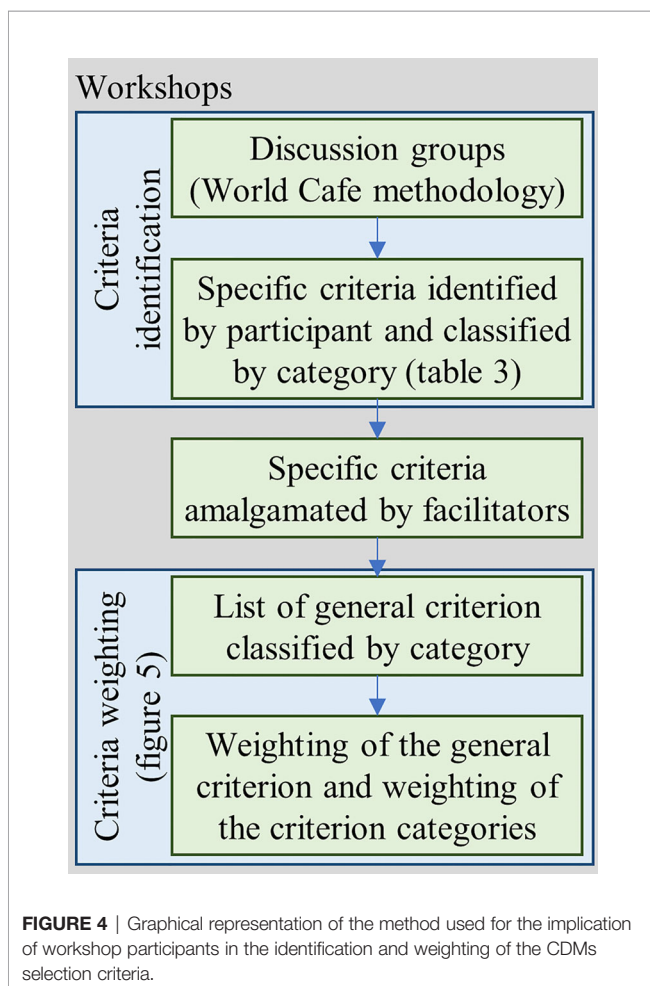 Workshops
Criteria
identification
Discussion groups
(World Cafe methodology)
Specific criteria identified
by participant and classified
by category (table 3)
Specific criteria
amalgamated by facilitators
Criteria weighting
(figure 5)
List of general criterion
classified by category
Weighting of the general
criterion and weighting of
the criterion categories
FIGURE 4 | Graphical representation of the method used for the implication
of workshop participants in the identification and weighting of the CDMs
selection criteria.